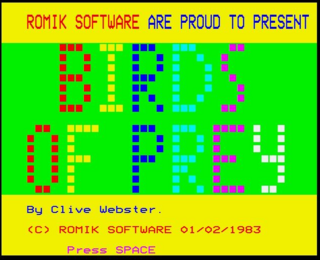 ROMIK SOFTWARE ARE PROUD TO PRESENT
BIRDS
OF PREY
By Clive Webster.
(C) ROMIK SOFTWARE 01/02/1983
Press SPACE